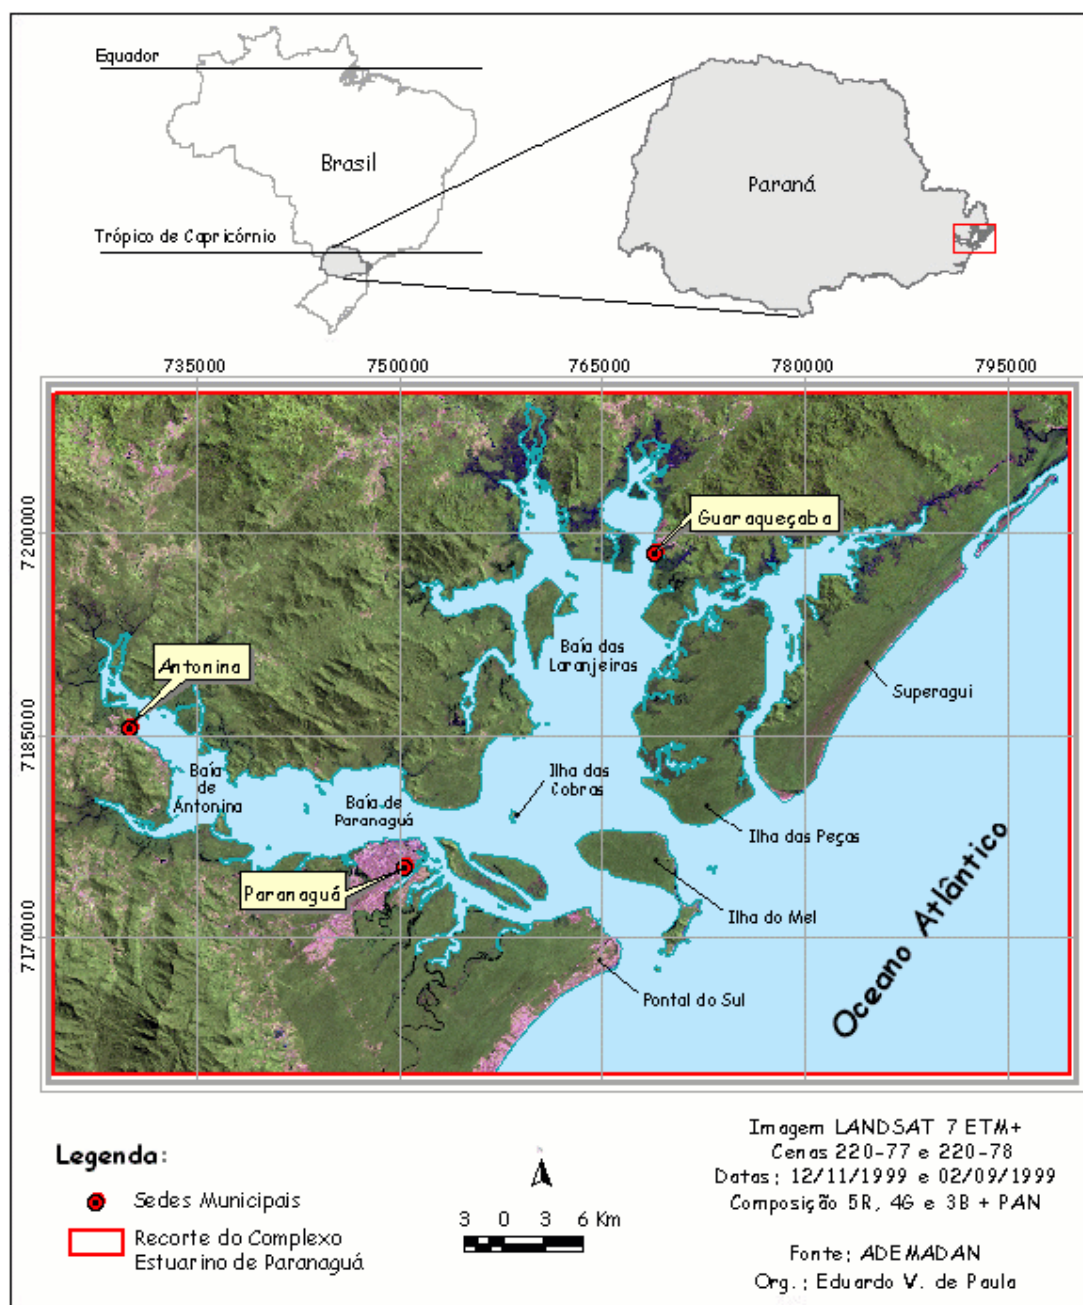 Equador
Brasil
Paraná
Trópico de Capricórnio
735000 750000 765000 780000 795000
7200000
7185000
7170000
Guaraqueçaba
Antonina
Baía das
Laranjeiras
Superagui
Baía
de
Antonina
Baía de
Paranaguá
Ilha das
Cobras
Ilha das Peças
Paranaguá
Ilha do Mel
Pontal do Sul
Oceano Atlântico
Legenda:
Sedes Municipais
Recorte do Complexo
Estuarino de Paranaguá
3 0 3 6 Km
Imagem LANDSAT 7 ETM+
Cenas 220-77 e 220-78
Datas: 12/11/1999 e 02/09/1999
Composição 5R, 4G e 3B + PAN
Fonte: ADEMADAN
Org.: Eduardo V. de Paula